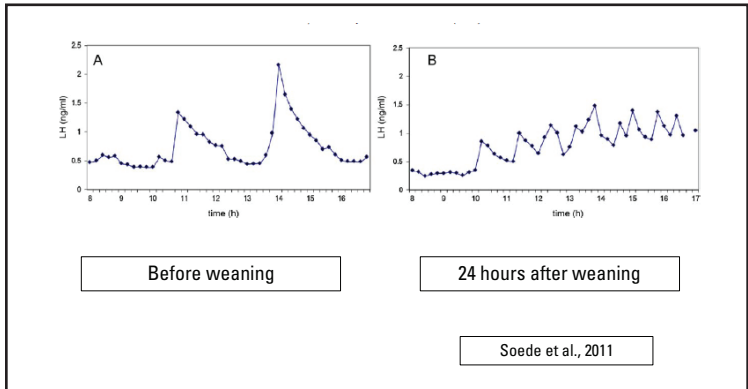 A
2.5
2
1.5
1
0.5
0
LH (ng/ml)
8 9 10 11 12 13 14 15 16
time (h)
B
2.5
2
1.5
1
0.5
0
LH (ng/ml)
8 9 10 11 12 13 14 15 16 17
time (h)
Before weaning
24 hours after weaning
Soede et al., 2011